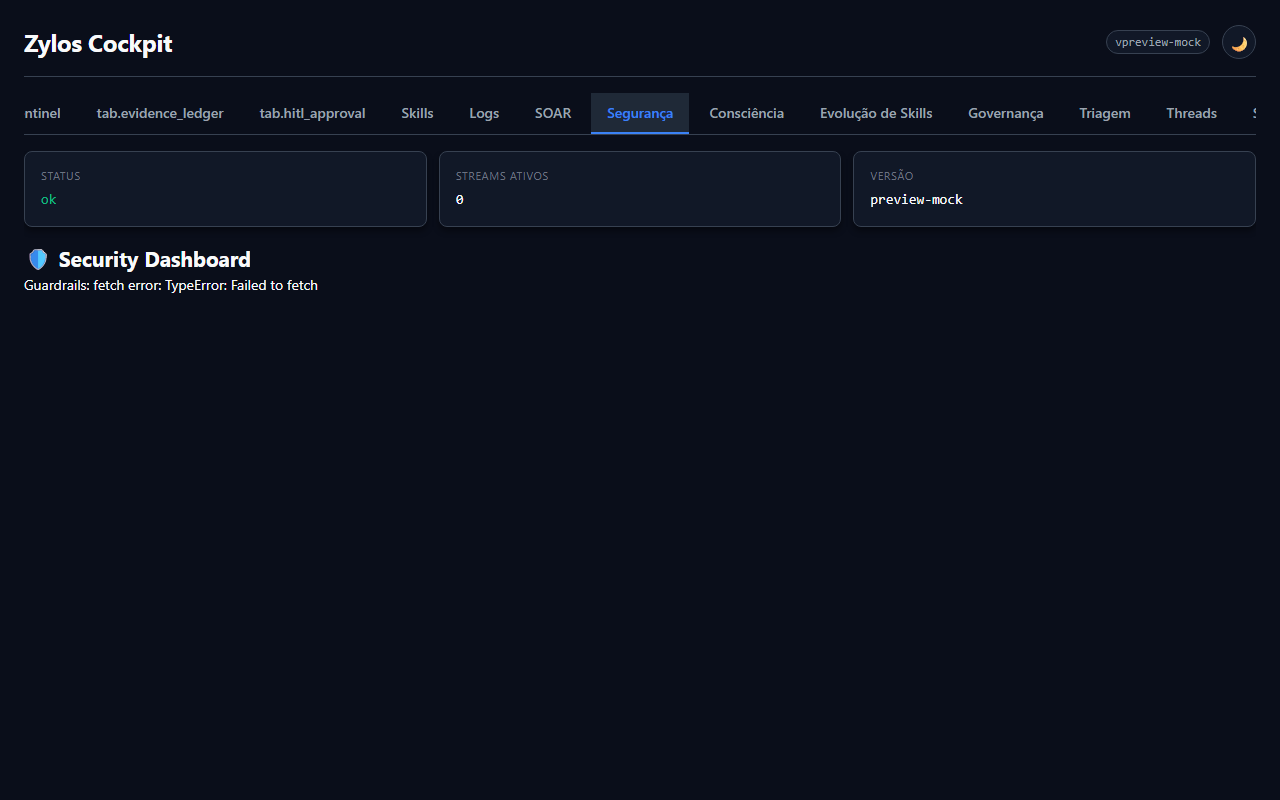 Zylos Cockpit
vpreview-mock
ntinel tab.evidence_ledger tab.hitl_approval Skills Logs SOAR Segurança Consciência Evolução de Skills Governança Triagem Threads
STATUS
ok
STREAMS ATIVOS
0
VERSÃO
preview-mock
Security Dashboard
Guardrails: fetch error: TypeError: Failed to fetch